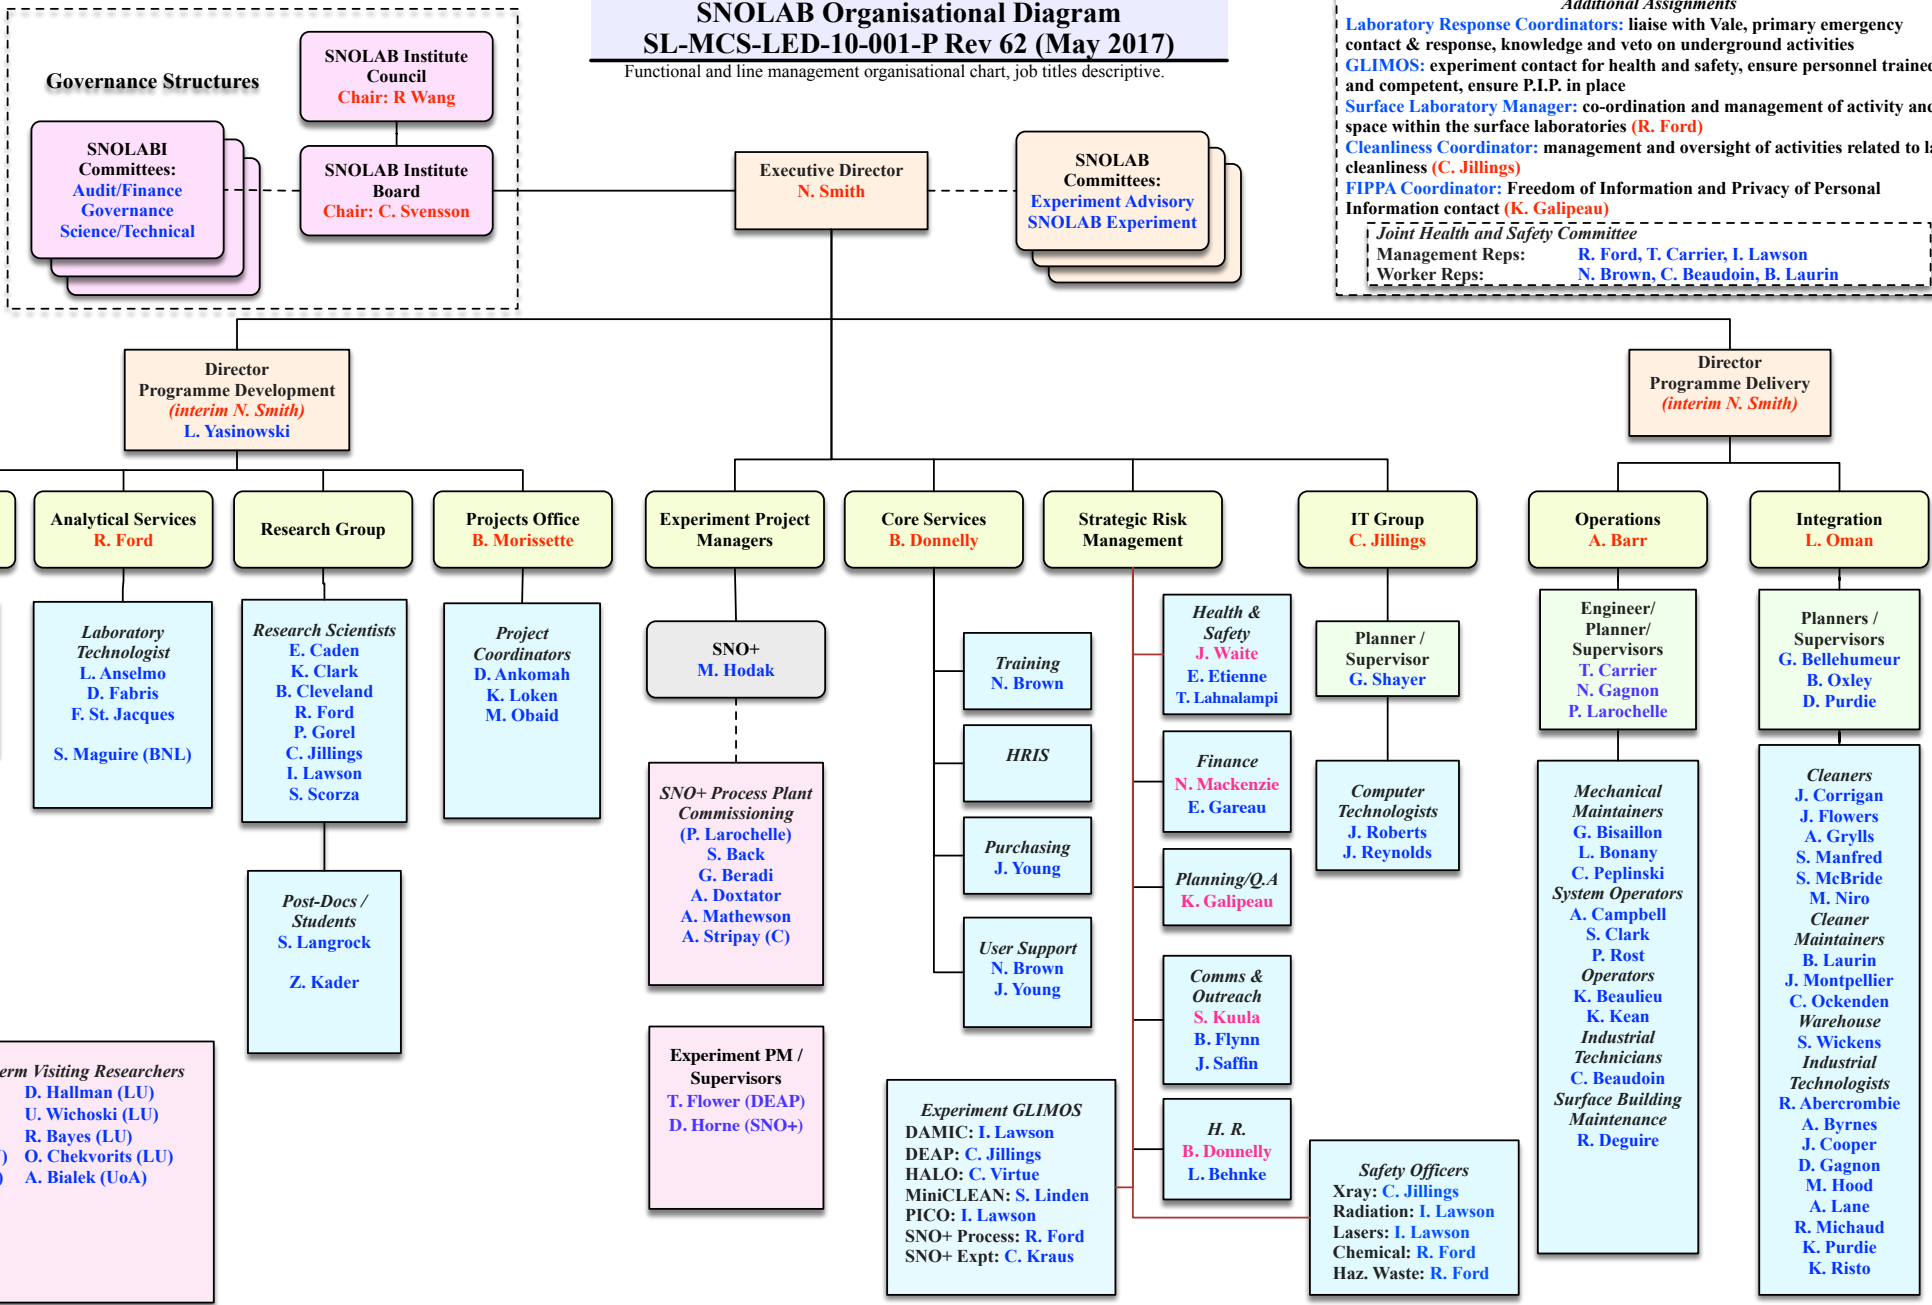 SNOLAB Organisational Diagram
SL-MCS-LED-10-001-P Rev 62 (May 2017)
Functional and line management organisational chart, job titles descriptive.
Governance Structures
SNOLAB Institute
Council
Chair: R Wang
SNOLABI
Committees:
Audit/Finance
Governance
Science/Technical
SNOLAB Institute
Board
Chair: C. Svensson
Executive Director
N. Smith
SNOLAB
Committees:
Experiment Advisory
SNOLAB Experiment
Additional Assignments
Laboratory Response Coordinators: liaise with Vale, primary emergency
contact & response, knowledge and veto on underground activities
GLIMOS: experiment contact for health and safety, ensure personnel trained
and competent, ensure P.I.P. in place
Surface Laboratory Manager: co-ordination and management of activity and
space within the surface laboratories (R. Ford)
Cleanliness Coordinator: management and oversight of activities related to
cleanliness (C. Jillings)
FIPPA Coordinator: Freedom of Information and Privacy of Personal
Information contact (K. Galipeau)
Joint Health and Safety Committee
Management Reps: R. Ford, T. Carrier, I. Lawson
Worker Reps: N. Brown, C. Beaudoin, B. Laurin
Director
Programme Development
(interim N. Smith)
L. Yasinowski
Director
Programme Delivery
(interim N. Smith)
Analytical Services
R. Ford
Research Group
Projects Office
B. Morissette
Experiment Project
Managers
Core Services
B. Donnelly
Strategic Risk
Management
IT Group
C. Jillings
Operations
A. Barr
Integration
L. Oman
Laboratory
Technologist
L. Anselmo
D. Fabris
F. St. Jacques
S. Maguire (BNL)
Research Scientists
E. Caden
K. Clark
B. Cleveland
R. Ford
P. Gorel
C. Jillings
I. Lawson
S. Scorza
Post-Docs /
Students
S. Langrock
Z. Kader
Project
Coordinators
D. Ankomah
K. Loken
M. Obaid
SNO+
M. Hodak
SNO+ Process Plant
Commissioning
(P. Larochelle)
S. Back
G. Beradi
A. Doxtator
A. Mathewson
A. Stripay (C)
Experiment PM /
Supervisors
T. Flower (DEAP)
D. Horne (SNO+)
Training
N. Brown
HRIS
Purchasing
J. Young
User Support
N. Brown
J. Young
Health &
Safety
J. Waite
E. Etienne
T. Lahnalampi
Finance
N. Mackenzie
E. Gareau
Planning/Q.A
K. Galipeau
Comms &
Outreach
S. Kuula
B. Flynn
J. Saffin
H. R.
B. Donnelly
L. Behnke
Experiment GLIMOS
DAMIC: I. Lawson
DEAP: C. Jillings
HALO: C. Virtue
MiniCLEAN: S. Linden
PICO: I. Lawson
SNO+ Process: R. Ford
SNO+ Expt: C. Kraus
Safety Officers
Xray: C. Jillings
Radiation: I. Lawson
Lasers: I. Lawson
Chemical: R. Ford
Haz. Waste: R. Ford
Planner /
Supervisor
G. Shayer
Computer
Technologists
J. Roberts
J. Reynolds
Engineer/
Planner/
Supervisors
T. Carrier
N. Gagnon
P. Larochelle
Mechanical
Maintainers
G. Bisaillon
L. Bonany
C. Peplinski
System Operators
A. Campbell
S. Clark
P. Rost
Operators
K. Beaulieu
K. Kean
Industrial
Technicians
C. Beaudoin
Surface Building
Maintenance
R. Deguire
Planners /
Supervisors
G. Bellehumeur
B. Oxley
D. Purdie
Cleaners
J. Corrigan
J. Flowers
A. Grylls
S. Manfred
S. McBride
M. Niro
Cleaner
Maintainers
B. Laurin
J. Montpellier
C. Ockenden
Warehouse
S. Wickens
Industrial
Technologists
R. Abercrombie
A. Byrnes
J. Cooper
D. Gagnon
M. Hood
A. Lane
R. Michaud
K. Purdie
K. Risto
erm Visiting Researchers
D. Hallman (LU)
U. Wichoski (LU)
R. Bayes (LU)
) O. Chekvorits (LU)
) A. Bialek (UoA)